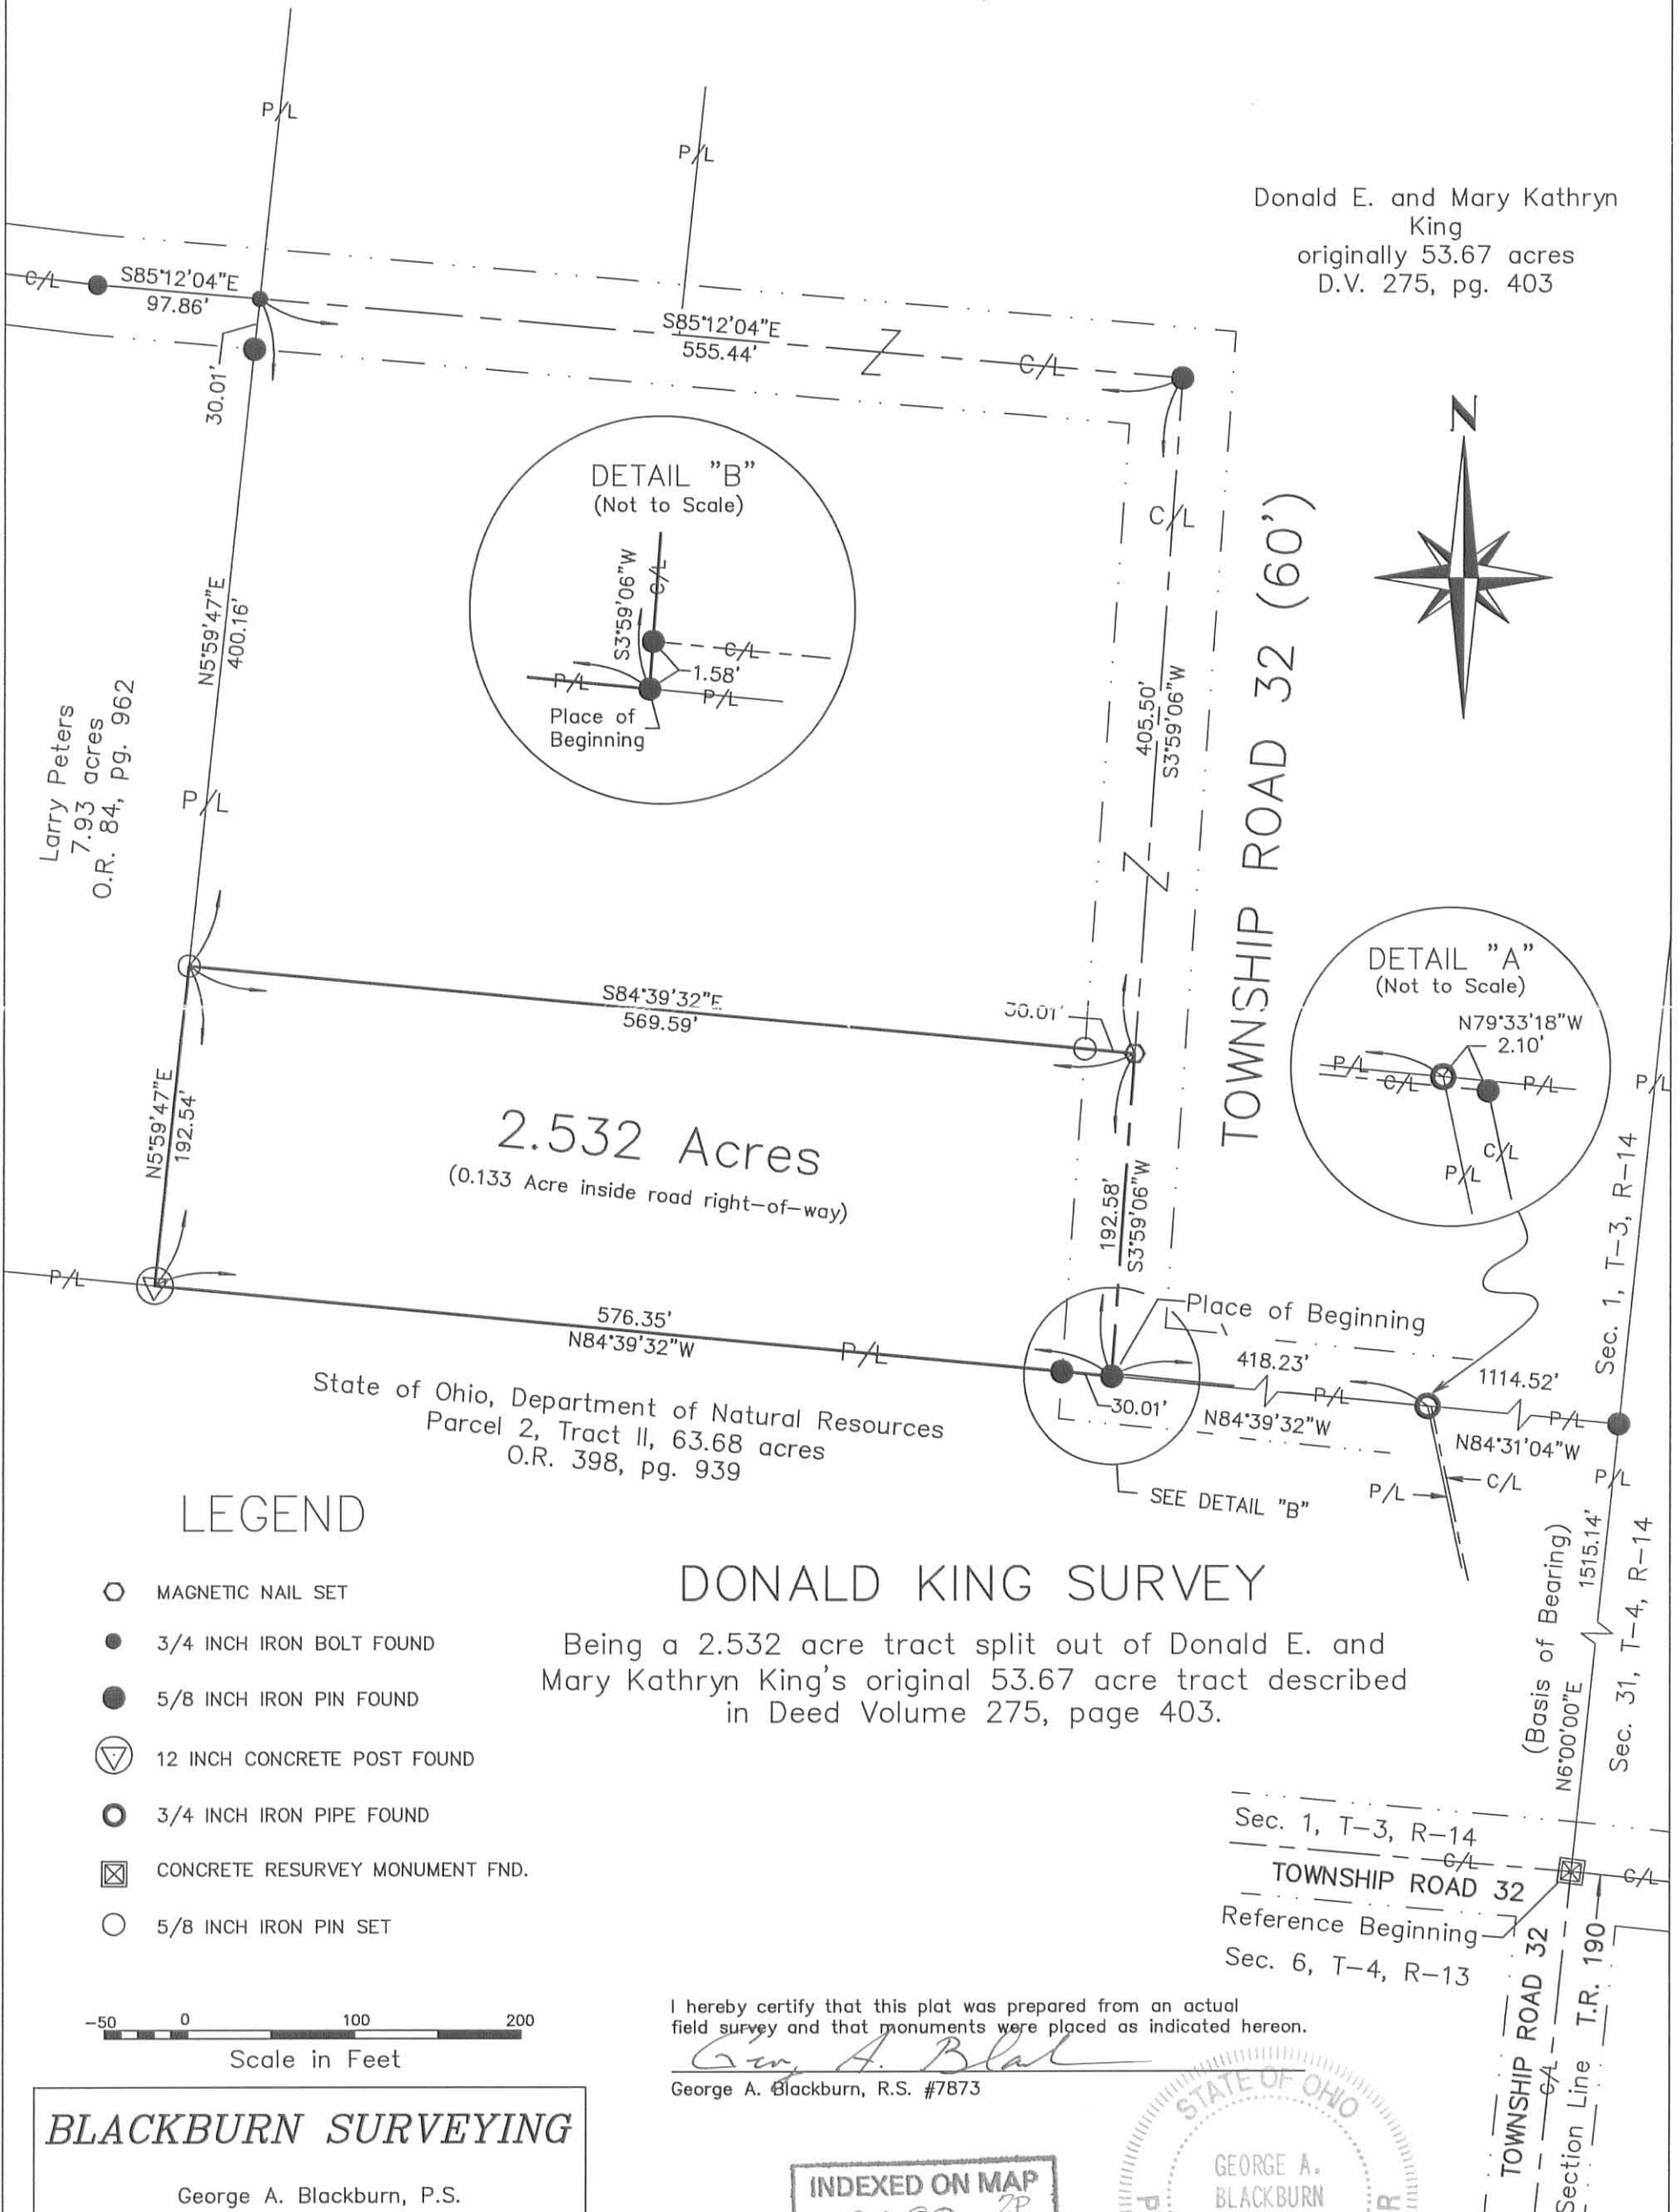 P/L
P/L
Donald E. and Mary Kathryn
King
originally 53.67 acres
D.V. 275, pg. 403
C/L
S85°12'04"E
97.86'
S85°12'04"E
555.44'
C/L
30.01'
N
DETAIL "B"
(Not to Scale)
S3°59'06"W
C/L
C/L
1.58'
P/L
P/L
Place of
Beginning
C/L
405.50'
S3°59'06"W
TOWNSHIP ROAD 32 (60')
N5°59'47"E
400.16'
Larry Peters
7.93 acres
O.R. 84, pg. 962
P/L
DETAIL "A"
(Not to Scale)
N79°33'18"W
2.10'
P/L
C/L
P/L
C/L
P/L
P/L
Sec. 1, T-3, R-14
S84°39'32"E
569.59'
30.01'
N5°59'47"E
192.54'
2.532 Acres
(0.133 Acre inside road right-of-way)
192.58'
S3°59'06"W
P/L
576.35'
N84°39'32"W
P/L
Place of Beginning
418.23'
P/L
1114.52'
P/L
30.01'
N84°39'32"W
N84°31'04"W
State of Ohio, Department of Natural Resources
Parcel 2, Tract II, 63.68 acres
O.R. 398, pg. 939
SEE DETAIL "B"
P/L
C/L
P/L
(Basis of Bearing)
N6°00'00"E
1515.14'
Sec. 31, T-4, R-14
LEGEND
MAGNETIC NAIL SET
3/4 INCH IRON BOLT FOUND
5/8 INCH IRON PIN FOUND
12 INCH CONCRETE POST FOUND
3/4 INCH IRON PIPE FOUND
CONCRETE RESURVEY MONUMENT FND.
5/8 INCH IRON PIN SET
DONALD KING SURVEY
Being a 2.532 acre tract split out of Donald E. and
Mary Kathryn King's original 53.67 acre tract described
in Deed Volume 275, page 403.
Sec. 1, T-3, R-14
C/L
TOWNSHIP ROAD 32
C/L
Reference Beginning
Sec. 6, T-4, R-13
TOWNSHIP ROAD 32
C/L
Section Line
T.R. 190
-50 0 100 200
Scale in Feet
I hereby certify that this plat was prepared from an actual
field survey and that monuments were placed as indicated hereon.
George A. Blackburn, R.S. #7873
BLACKBURN SURVEYING
George A. Blackburn, P.S.
INDEXED ON MAP
STATE OF OHIO
GEORGE A.
BLACKBURN